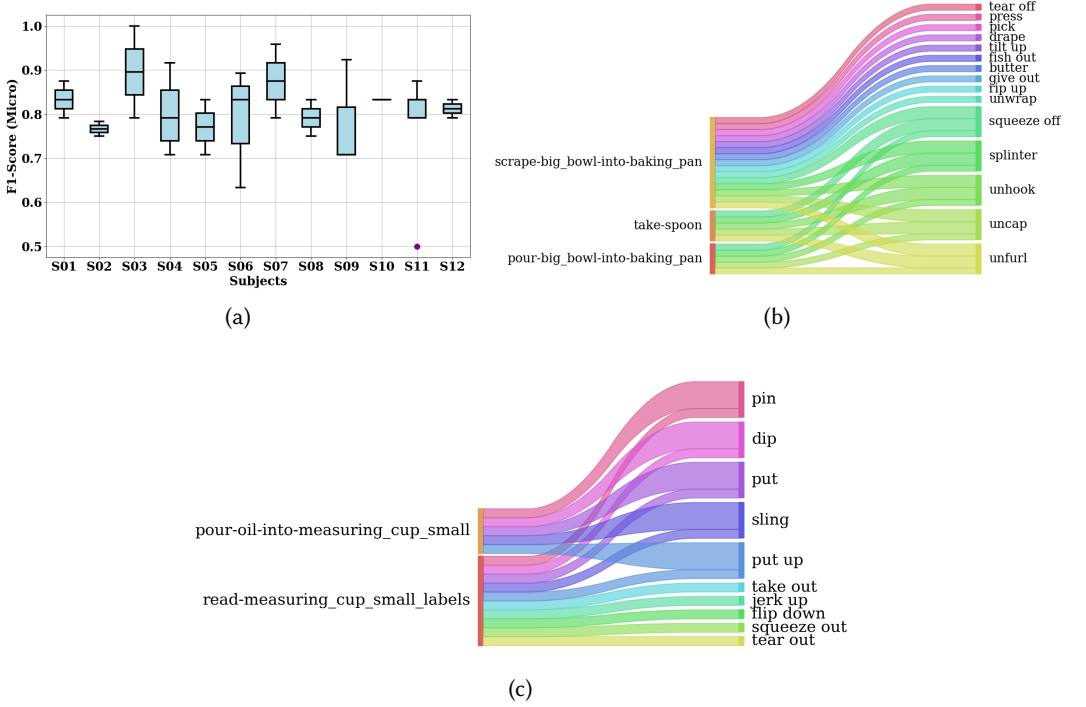 F1-Score (Micro)
1.0
0.9
0.8
0.7
0.6
0.5
S01 S02 S03 S04 S05 S06 S07 S08 S09 S10 S11 S12
Subjects
(a)
scrape-big_bowl-into-baking_pan
take-spoon
pour-big_bowl-into-baking_pan
tear off
press
pick
drape
tilt up
fish out
butter
give out
rip up
unwrap
squeeze off
splinter
unhook
uncap
unfurl
(b)
pour-oil-into-measuring_cup_small
read-measuring_cup_small_labels
pin
dip
put
sling
put up
take out
jerk up
flip down
squeeze out
tear out
(c)